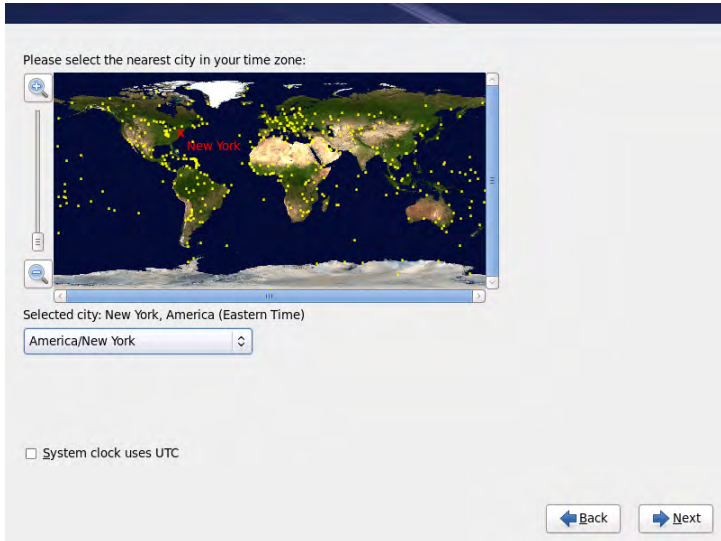 Please select the nearest city in your time zone:
New York
Selected city: New York, America (Eastern Time)
America/New York
System clock uses UTC
Back
Next